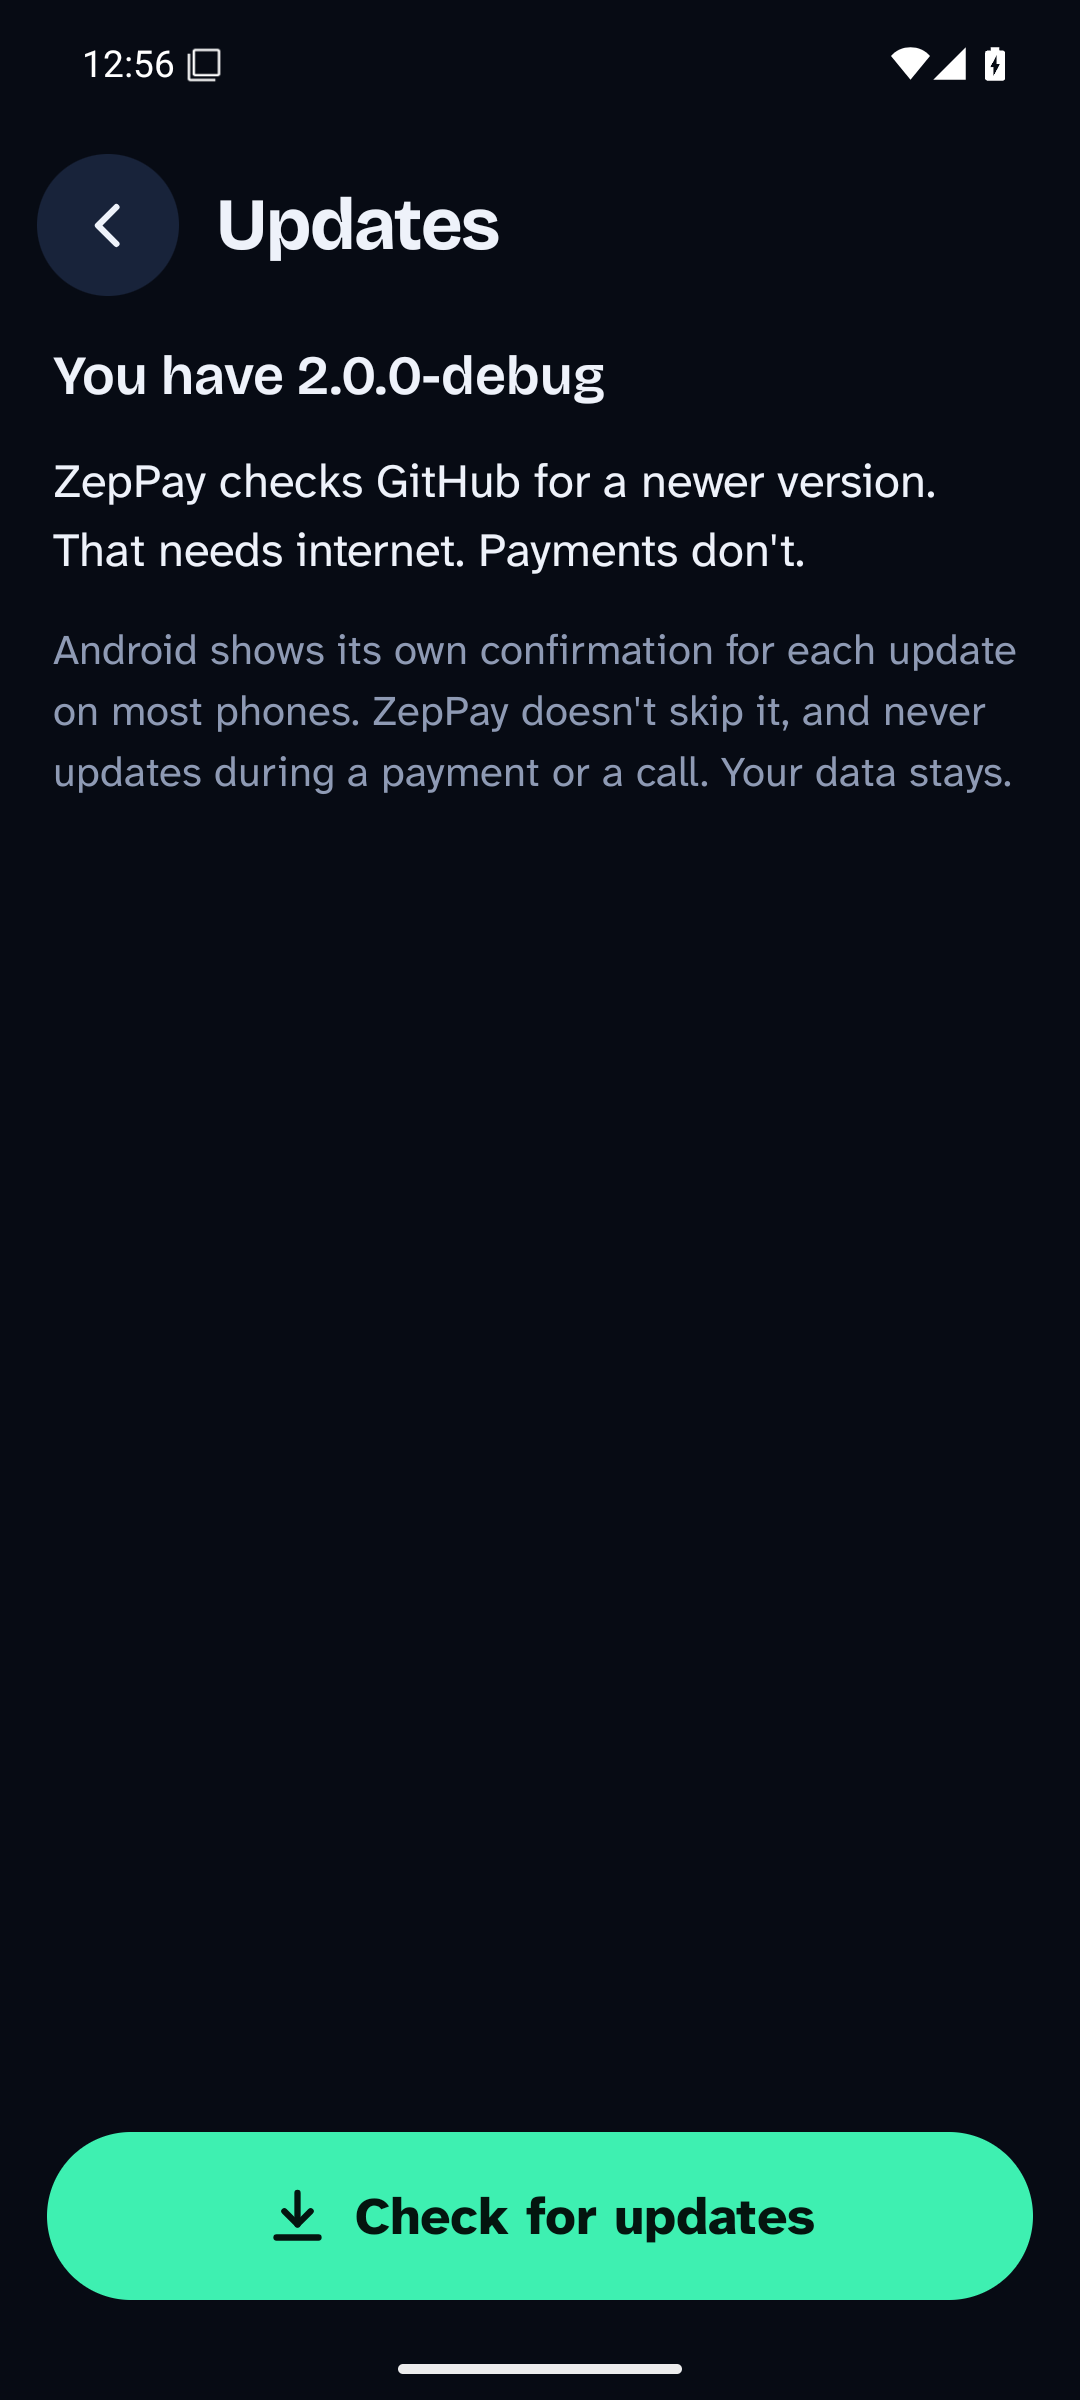 12:56
Updates
You have 2.0.0-debug
ZepPay checks GitHub for a newer version.
That needs internet. Payments don't.
Android shows its own confirmation for each update
on most phones. ZepPay doesn't skip it, and never
updates during a payment or a call. Your data stays.
Check for updates